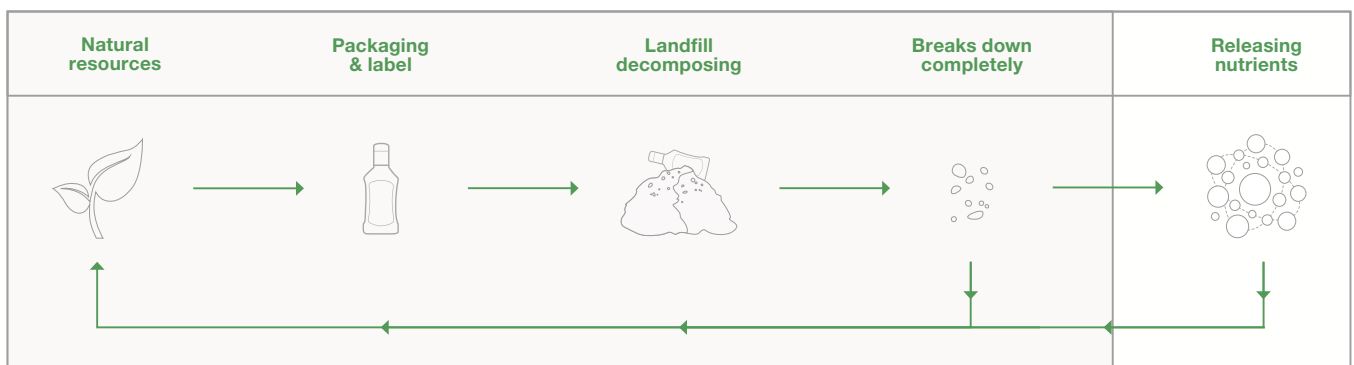 Natural
resources
Packaging
& label
Landfill
decomposing
Breaks down
completely
Releasing
nutrients